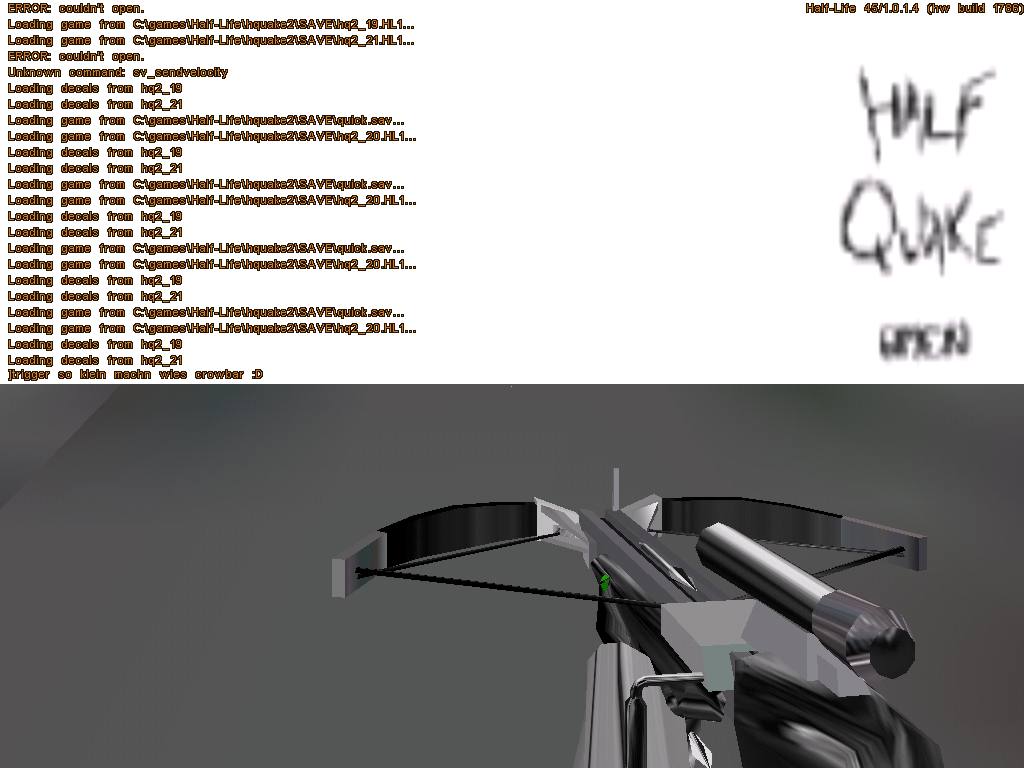 ERROR: couldn't open.
Loading game from C:\games\Half-Life\hquake2\SAVE\hq2_19.HL1...
Loading game from C:\games\Half-Life\hquake2\SAVE\hq2_21.HL1...
ERROR: couldn't open.
Unknown command: sv_sendvelocity
Loading decals from hq2_19
Loading decals from hq2_21
Loading game from C:\games\Half-Life\hquake2\SAVE\quick.sav...
Loading game from C:\games\Half-Life\hquake2\SAVE\hq2_20.HL1...
Loading decals from hq2_19
Loading decals from hq2_21
Loading game from C:\games\Half-Life\hquake2\SAVE\quick.sav...
Loading game from C:\games\Half-Life\hquake2\SAVE\hq2_20.HL1...
Loading decals from hq2_19
Loading decals from hq2_21
Loading game from C:\games\Half-Life\hquake2\SAVE\quick.sav...
Loading game from C:\games\Half-Life\hquake2\SAVE\hq2_20.HL1...
Loading decals from hq2_19
Loading decals from hq2_21
Loading game from C:\games\Half-Life\hquake2\SAVE\quick.sav...
Loading game from C:\games\Half-Life\hquake2\SAVE\hq2_20.HL1...
Loading decals from hq2_19
Loading decals from hq2_21
]trigger so klein machn wies crowbar :D
Half-Life 45/1.0.1.4 (hw build 1786)
HALF
QUAKE
AMEN